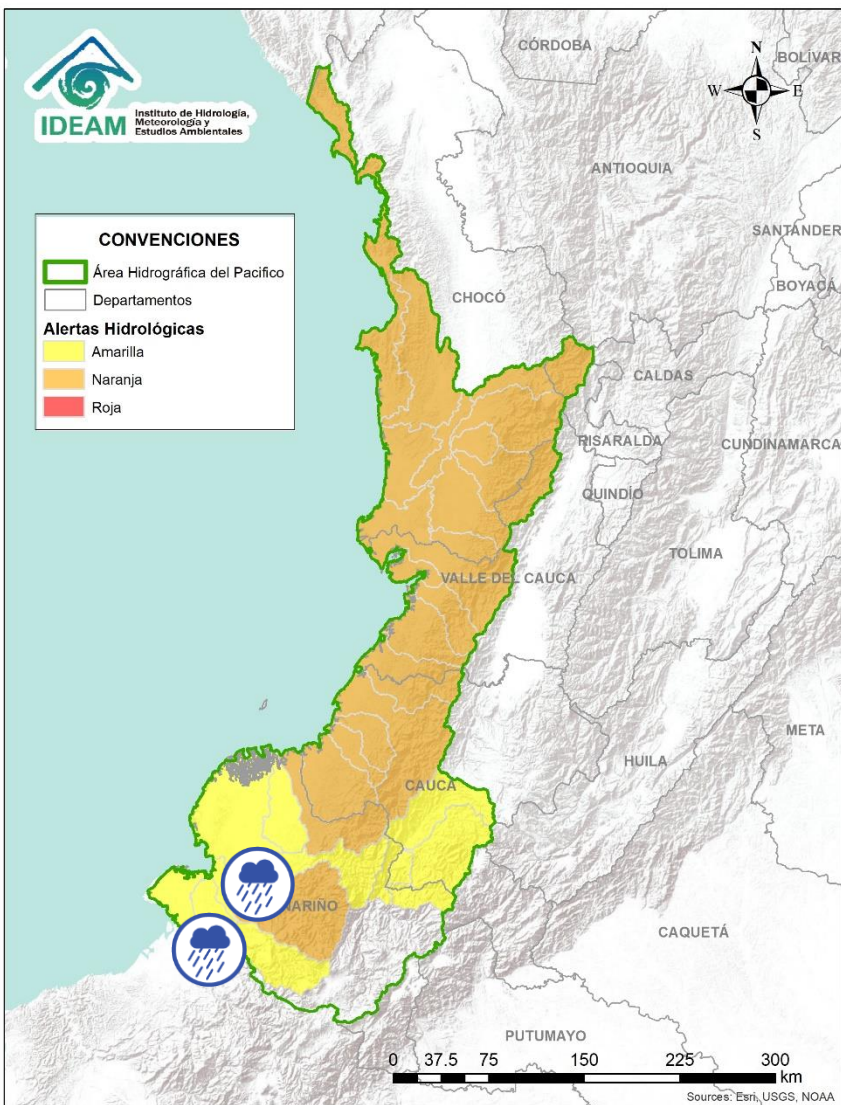 IDEAM
Instituto de Hidrología,
Meteorología y
Estudios Ambientales
CÓRDOBA
BOLÍVAR
N
W
E
S
ANTIOQUIA
SANTANDER
BOYACÁ
CONVENCIONES
Área Hidrográfica del Pacifico
Departamentos
Alertas Hidrológicas
Amarilla
Naranja
Roja
CHOCÓ
CALDAS
RISARALDA
CUNDINAMARCA
QUINDÍO
TOLIMA
VALLE DEL CAUCA
META
HUILA
CAUCA
NARIÑO
CAQUETÁ
PUTUMAYO
0 37.5 75 150 225 300
km
Sources: Esri, USGS, NOAA